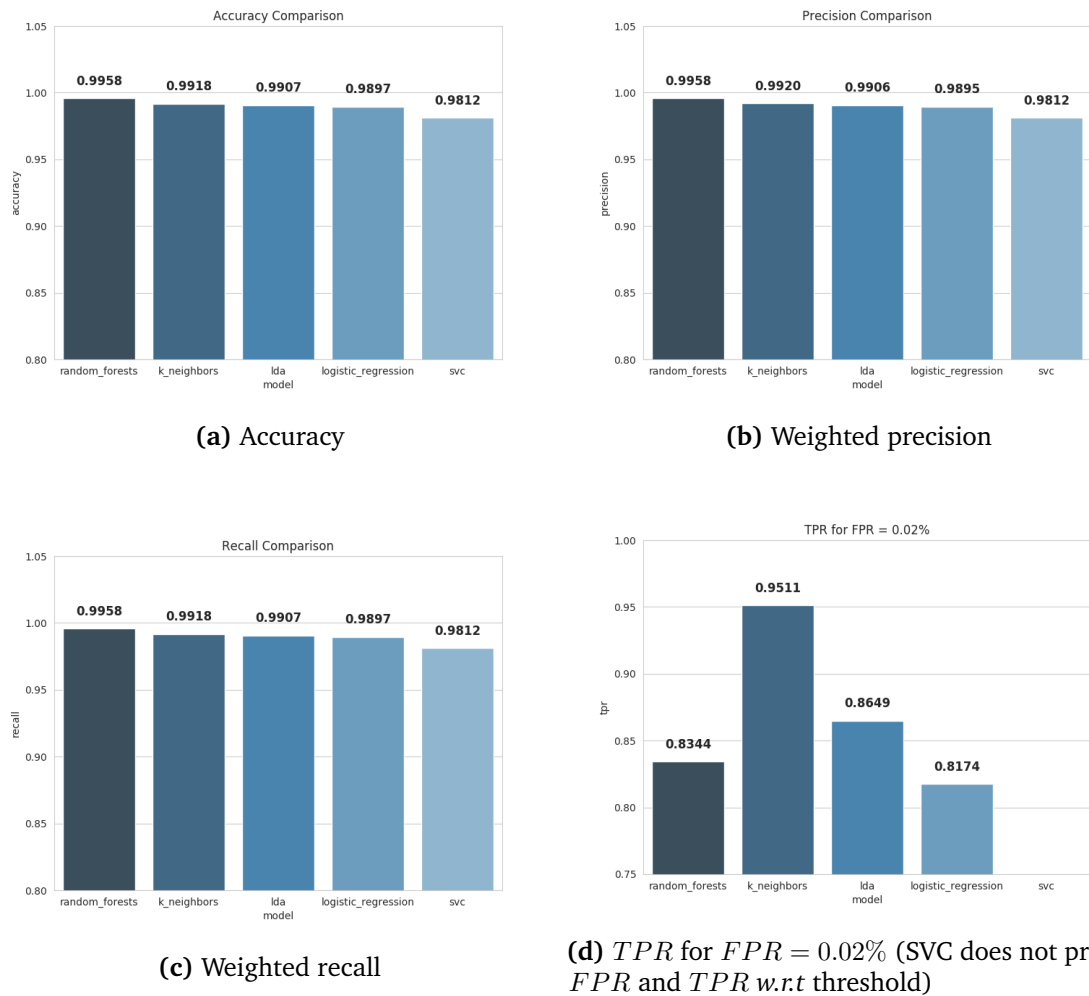 Accuracy Comparison
1.05
1.00
0.95
0.90
0.85
0.80
accuracy
0.9958
0.9918
0.9907
0.9897
0.9812
random_forests
k_neighbors
lda
logistic_regression
svc
model
(a) Accuracy
Precision Comparison
1.05
1.00
0.95
0.90
0.85
0.80
precision
0.9958
0.9920
0.9906
0.9895
0.9812
random_forests
k_neighbors
lda
logistic_regression
svc
model
(b) Weighted precision
Recall Comparison
1.05
1.00
0.95
0.90
0.85
0.80
recall
0.9958
0.9918
0.9907
0.9897
0.9812
random_forests
k_neighbors
lda
logistic_regression
svc
model
(c) Weighted recall
TPR for FPR = 0.02%
1.00
0.95
0.90
0.85
0.80
0.75
tpr
0.8344
0.9511
0.8649
0.8174
random_forests
k_neighbors
lda
logistic_regression
svc
model
(d) TPR for FPR = 0.02% (SVC does not pr
FPR and TPR w.r.t threshold)